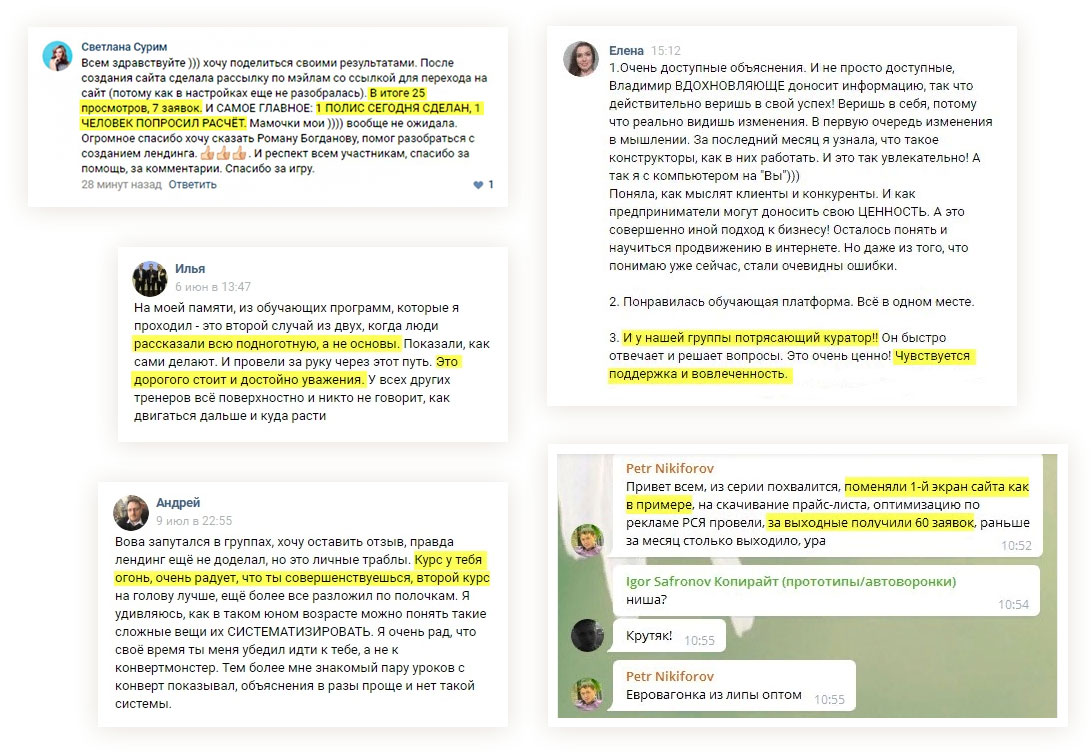 Светлана Сурим
Всем здравствуйте ))) хочу поделиться своими результатами. После
создания сайта сделала рассылку по мэйлам со ссылкой для перехода на
сайт (потому как в настройках еще не разобралась). В итоге 25
просмотров, 7 заявок. И САМОЕ ГЛАВНОЕ: 1 ПОЛИС СЕГОДНЯ СДЕЛАН, 1
ЧЕЛОВЕК ПОПРОСИЛ РАСЧЁТ. Мамочки мои )))) вообще не ожидала.
Огромное спасибо хочу сказать Роману Богданову, помог разобраться с
созданием лендинга. 👍👍👍. И респект всем участникам, спасибо за
помощь, за комментарии. Спасибо за игру.
28 минут назад Ответить 1
Илья
6 июн в 13:47
На моей памяти, из обучающих программ, которые я
проходил - это второй случай из двух, когда люди
рассказали всю подноготную, а не основы. Показали, как
сами делают. И провели за руку через этот путь. Это
дорогого стоит и достойно уважения. У всех других
тренеров всё поверхностно и никто не говорит, как
двигаться дальше и куда расти
Андрей
9 июл в 22:55
Вова запутался в группах, хочу оставить отзыв, правда
лендинг ещё не доделал, но это личные траблы. Курс у тебя
огонь, очень радует, что ты совершенствуешься, второй курс
на голову лучше, ещё более все разложил по полочкам. Я
удивляюсь, как в таком юном возрасте можно понять такие
сложные вещи их СИСТЕМАТИЗИРОВАТЬ. Я очень рад, что
своё время ты меня убедил идти к тебе, а не к
конвертмонстер. Тем более мне знакомый пару уроков с
конверт показывал, объяснения в разы проще и нет такой
системы.
Елена 15:12
1.Очень доступные объяснения. И не просто доступные,
Владимир ВДОХНОВЛЯЮЩЕ доносит информацию, так что
действительно веришь в свой успех! Веришь в себя, потому
что реально видишь изменения. В первую очередь изменения
в мышлении. За последний месяц я узнала, что такое
конструкторы, как в них работать. И это так увлекательно! А
так я с компьютером на "Вы")))
Поняла, как мыслят клиенты и конкуренты. И как
предприниматели могут доносить свою ЦЕННОСТЬ. А это
совершенно иной подход к бизнесу! Осталось понять и
научиться продвижению в интернете. Но даже из того, что
понимаю уже сейчас, стали очевидны ошибки.
2. Понравилась обучающая платформа. Всё в одном месте.
3. И у нашей группы потрясающий куратор!! Он быстро
отвечает и решает вопросы. Это очень ценно! Чувствуется
поддержка и вовлеченность.
Petr Nikiforov
Привет всем, из серии похвалится, поменяли 1-й экран сайта как
в примере, на скачивание прайс-листа, оптимизацию по
рекламе РСЯ провели, за выходные получили 60 заявок, раньше
за месяц столько выходило, ура 10:52
Igor Safronov Копирайт (прототипы/автоворонки)
ниша? 10:54
Крутяк! 10:55
Petr Nikiforov
Евровагонка из липы оптом 10:55